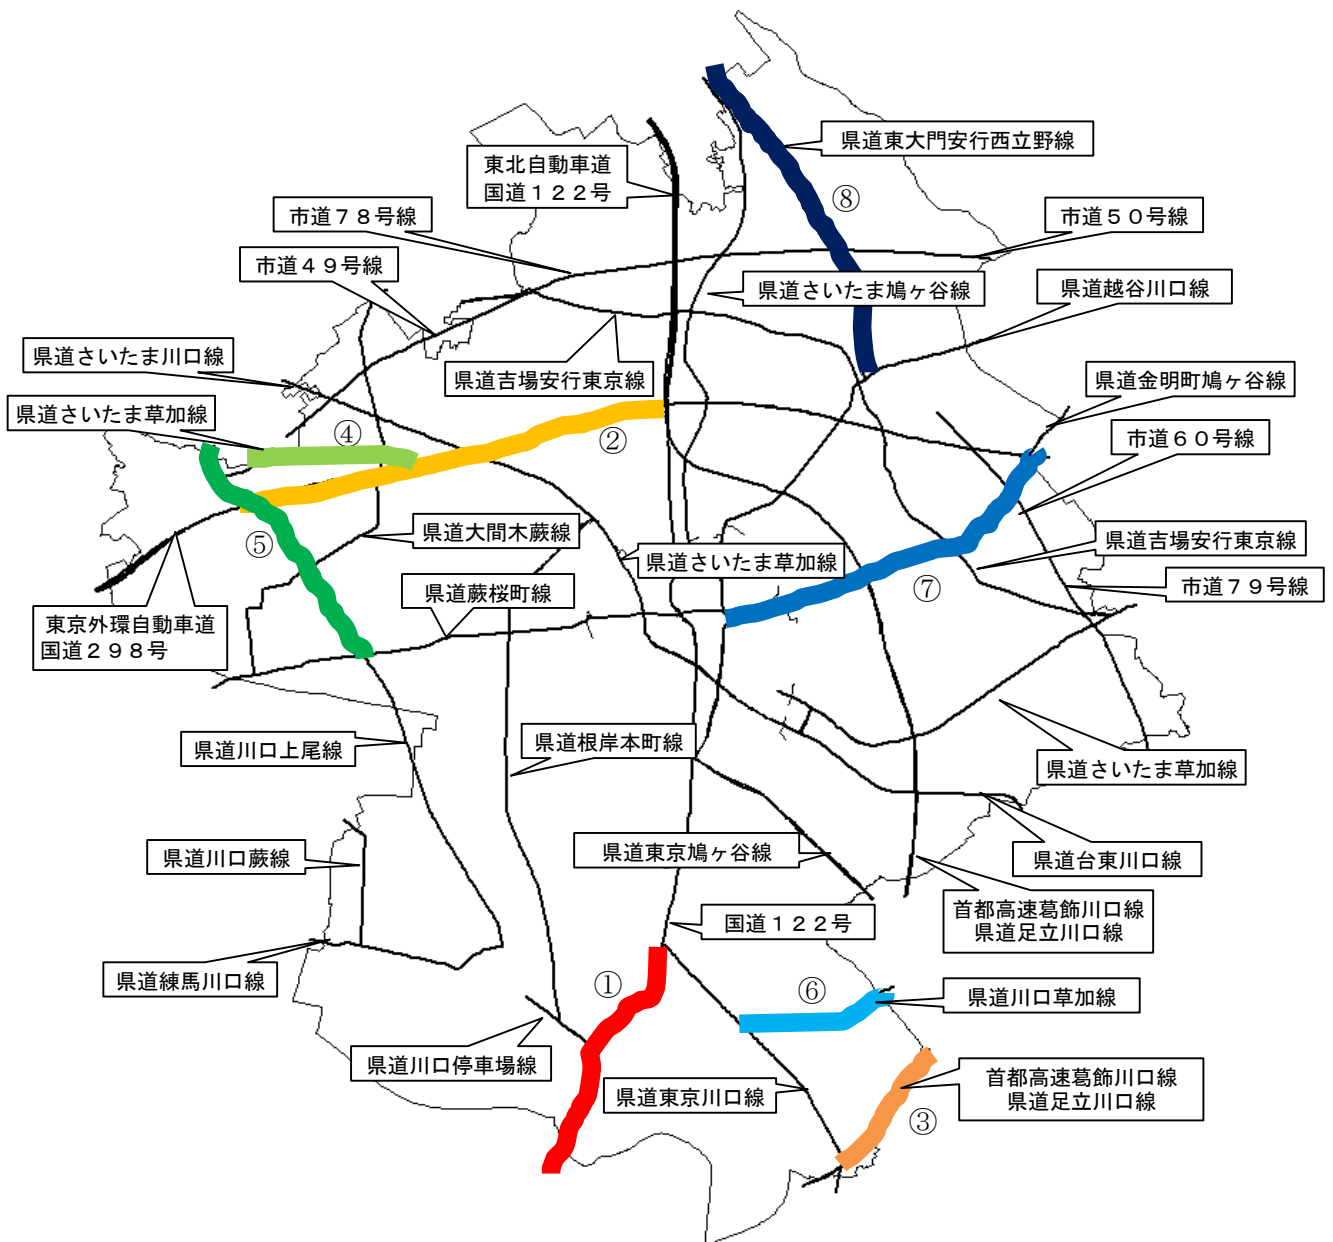 県道東大門安行西立野線
東北自動車道
国道１２２号
⑧
市道７８号線
市道５０号線
市道４９号線
県道さいたま鳩ヶ谷線
県道越谷川口線
県道さいたま川口線
県道吉場安行東京線
県道金明町鳩ヶ谷線
県道さいたま草加線
④
②
市道６０号線
県道大間木蕨線
⑤
県道さいたま草加線
県道吉場安行東京線
県道蕨桜町線
⑦
市道７９号線
東京外環自動車道
国道２９８号
県道川口上尾線
県道根岸本町線
県道さいたま草加線
県道川口蕨線
県道東京鳩ヶ谷線
県道台東川口線
国道１２２号
首都高速葛飾川口線
県道足立川口線
県道練馬川口線
①
⑥
県道川口草加線
県道川口停車場線
県道東京川口線
首都高速葛飾川口線
県道足立川口線
③